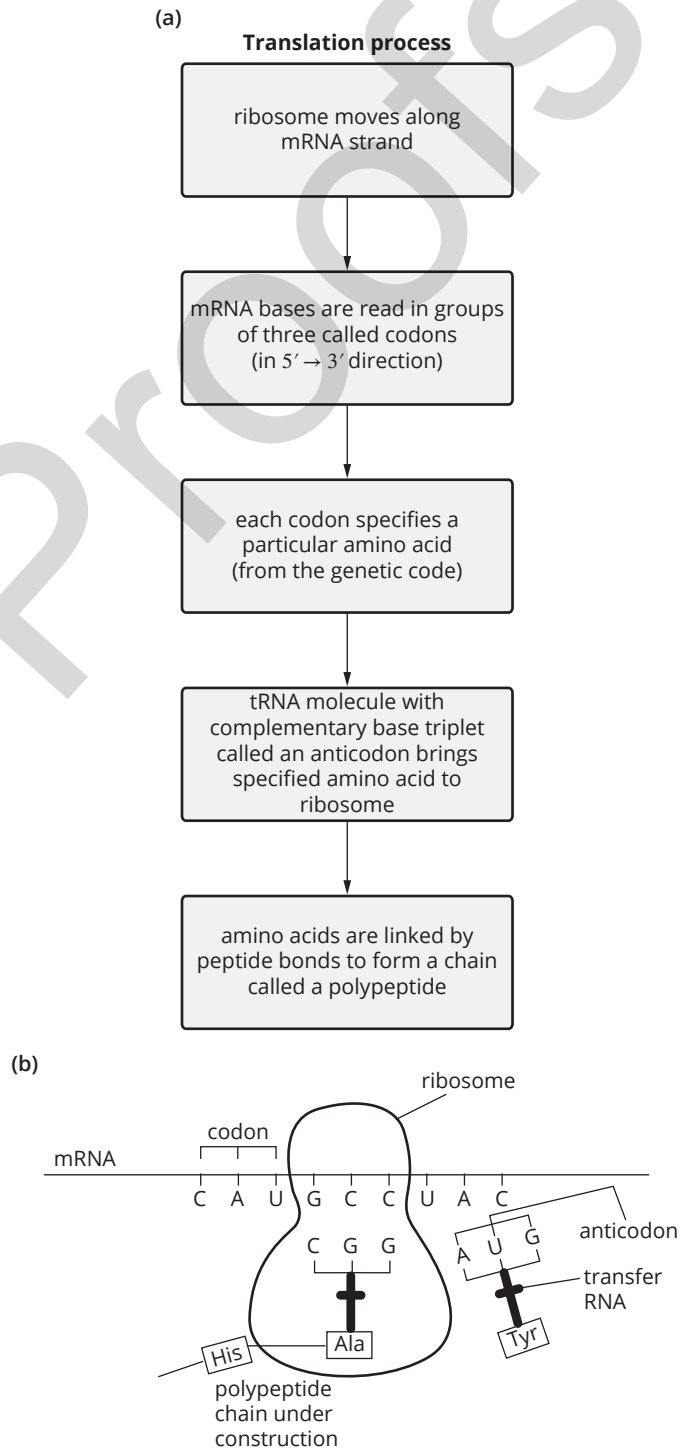 (a)
Translation process
ribosome moves along
mRNA strand
mRNA bases are read in groups
of three called codons
(in 5′ → 3′ direction)
each codon specifies a
particular amino acid
(from the genetic code)
tRNA molecule with
complementary base triplet
called an anticodon brings
specified amino acid to
ribosome
amino acids are linked by
peptide bonds to form a chain
called a polypeptide
(b)
ribosome
codon
mRNA
C A U G C C U A C
anticodon
A U G
C G G
transfer
RNA
Tyr
Ala
His
polypeptide
chain under
construction
Proofs